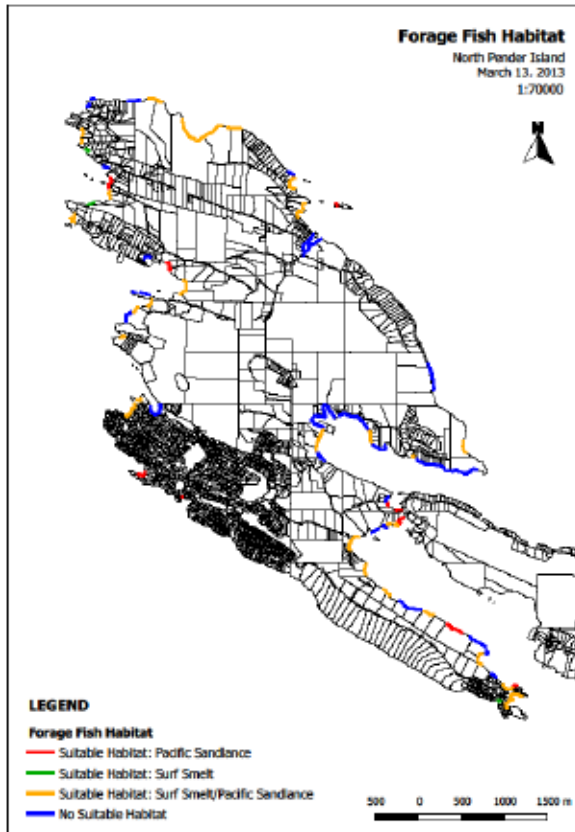 Forage Fish Habitat
North Pender Island
March 13, 2013
1:70000
N
LEGEND
Forage Fish Habitat
Suitable Habitat: Pacific Sandlance
Suitable Habitat: Surf Smelt
Suitable Habitat: Surf Smelt/Pacific Sandlance
No Suitable Habitat
500 0 500 1000 1500 m